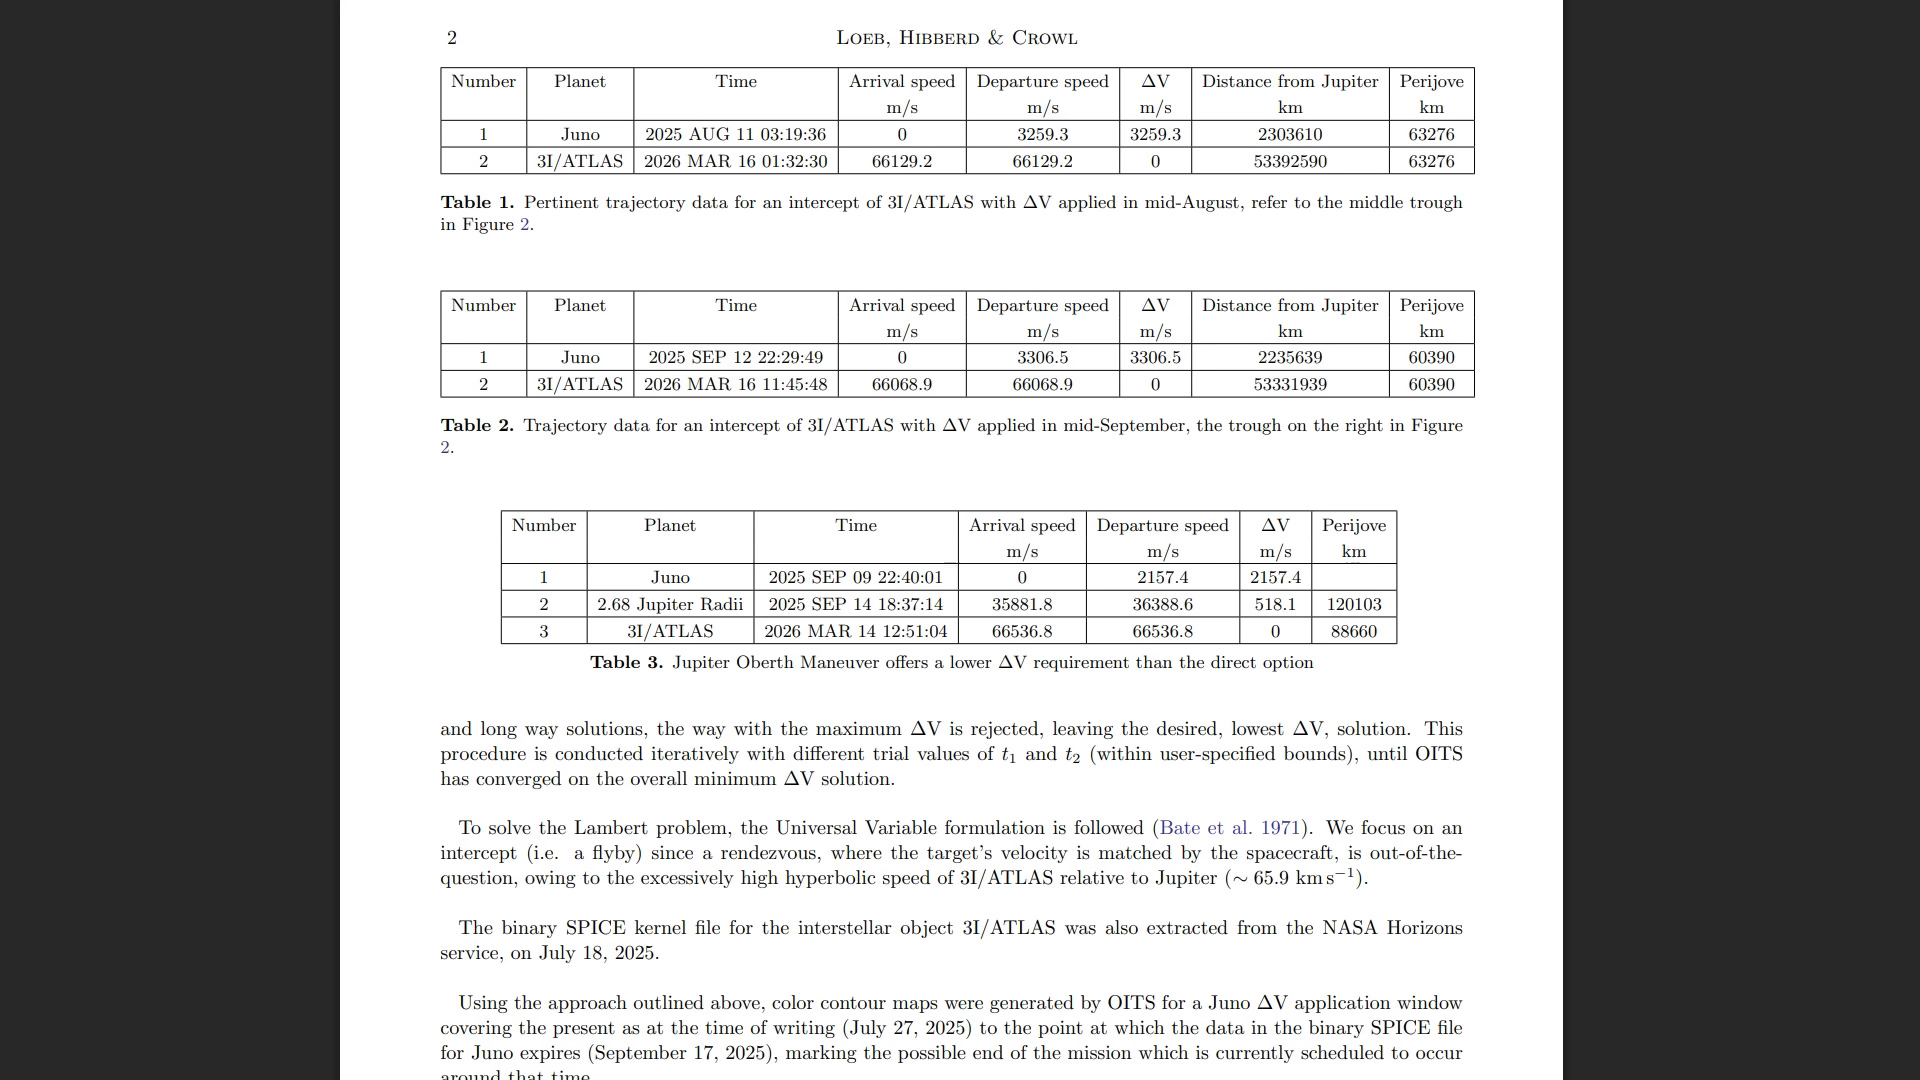 2 LOEB, HIBBERD & CROWL
Number Planet Time Arrival speed Departure speed ΔV Distance from Jupiter Perijove
m/s m/s m/s km km
1 Juno 2025 AUG 11 03:19:36 0 3259.3 3259.3 2303610 63276
2 3I/ATLAS 2026 MAR 16 01:32:30 66129.2 66129.2 0 53392590 63276
Table 1. Pertinent trajectory data for an intercept of 3I/ATLAS with ΔV applied in mid-August, refer to the middle trough
in Figure 2.
Number Planet Time Arrival speed Departure speed ΔV Distance from Jupiter Perijove
m/s m/s m/s km km
1 Juno 2025 SEP 12 22:29:49 0 3306.5 3306.5 2235639 60390
2 3I/ATLAS 2026 MAR 16 11:45:48 66068.9 66068.9 0 53331939 60390
Table 2. Trajectory data for an intercept of 3I/ATLAS with ΔV applied in mid-September, the trough on the right in Figure
2.
Number Planet Time Arrival speed Departure speed ΔV Perijove
m/s m/s m/s km
1 Juno 2025 SEP 09 22:40:01 0 2157.4 2157.4
2 2.68 Jupiter Radii 2025 SEP 14 18:37:14 35881.8 36388.6 518.1 120103
3 3I/ATLAS 2026 MAR 14 12:51:04 66536.8 66536.8 0 88660
Table 3. Jupiter Oberth Maneuver offers a lower ΔV requirement than the direct option
and long way solutions, the way with the maximum ΔV is rejected, leaving the desired, lowest ΔV, solution. This
procedure is conducted iteratively with different trial values of t₁ and t₂ (within user-specified bounds), until OITS
has converged on the overall minimum ΔV solution.
To solve the Lambert problem, the Universal Variable formulation is followed (Bate et al. 1971). We focus on an
intercept (i.e. a flyby) since a rendezvous, where the target's velocity is matched by the spacecraft, is out-of-the-
question, owing to the excessively high hyperbolic speed of 3I/ATLAS relative to Jupiter (∼ 65.9 km s⁻¹).
The binary SPICE kernel file for the interstellar object 3I/ATLAS was also extracted from the NASA Horizons
service, on July 18, 2025.
Using the approach outlined above, color contour maps were generated by OITS for a Juno ΔV application window
covering the present as at the time of writing (July 27, 2025) to the point at which the data in the binary SPICE file
for Juno expires (September 17, 2025), marking the possible end of the mission which is currently scheduled to occur
around that time.